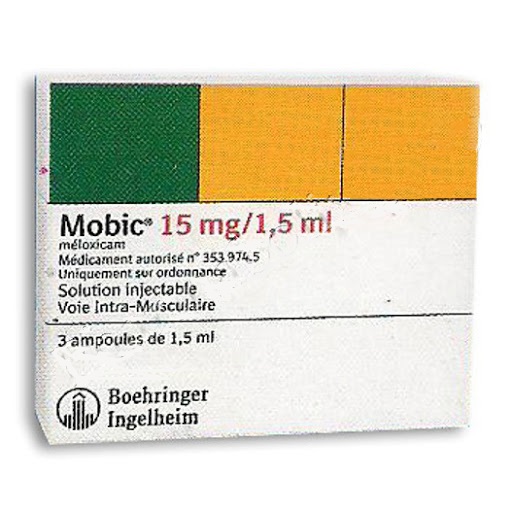 Mobic® 15 mg/1,5 ml
méloxicam
Médicament autorisé n° 353.974.5
Uniquement sur ordonnance
Solution injectable
Voie Intra-Musculaire
3 ampoules de 1,5 ml
Boehringer
Ingelheim